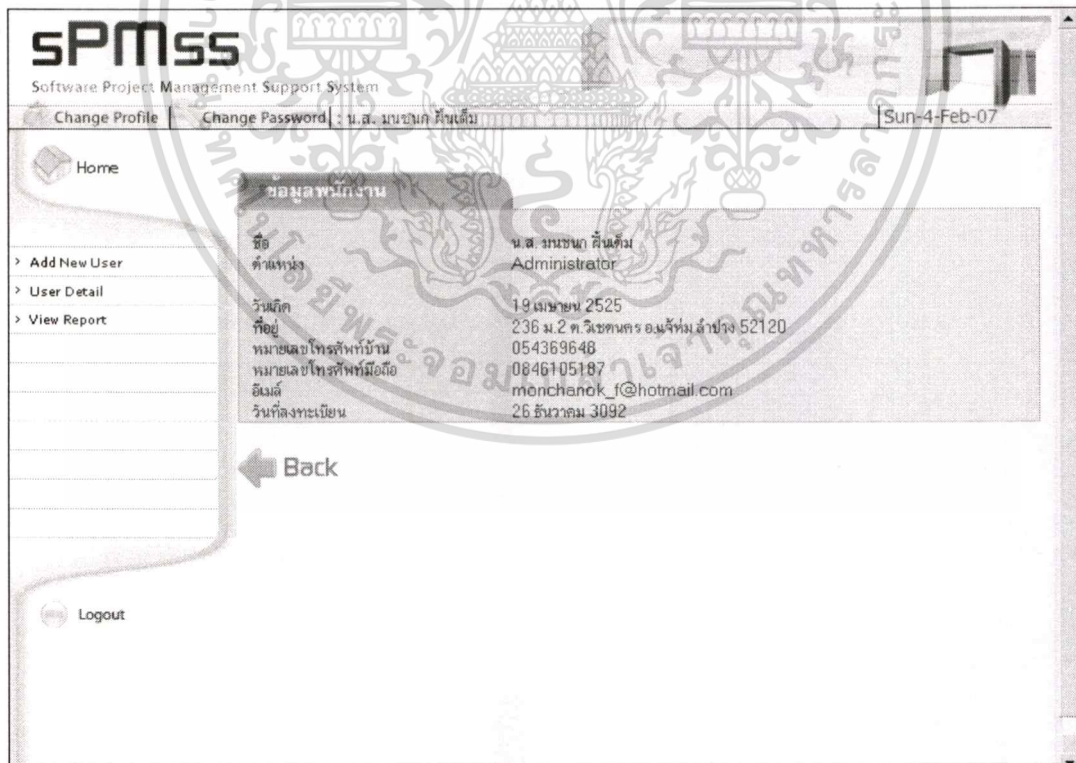 sPMss
Software Project Management Support System
Change Profile Change Password : น.ส. มนชนก ฝั้นเต็ม Sun-4-Feb-07
Home
ข้อมูลพนักงาน
> Add New User
> User Detail
> View Report
ชื่อ น.ส. มนชนก ฝั้นเต็ม
ตำแหน่ง Administrator
วันเกิด 19 เมษายน 2525
ที่อยู่ 236 ม.2 ต.วิเชตนคร อ.แจ้ห่ม ลำปาง 52120
หมายเลขโทรศัพท์บ้าน 054369648
หมายเลขโทรศัพท์มือถือ 0846105187
อีเมล์ monchanok_f@hotmail.com
วันที่ลงทะเบียน 26 ธันวาคม 3092
Back
Logout